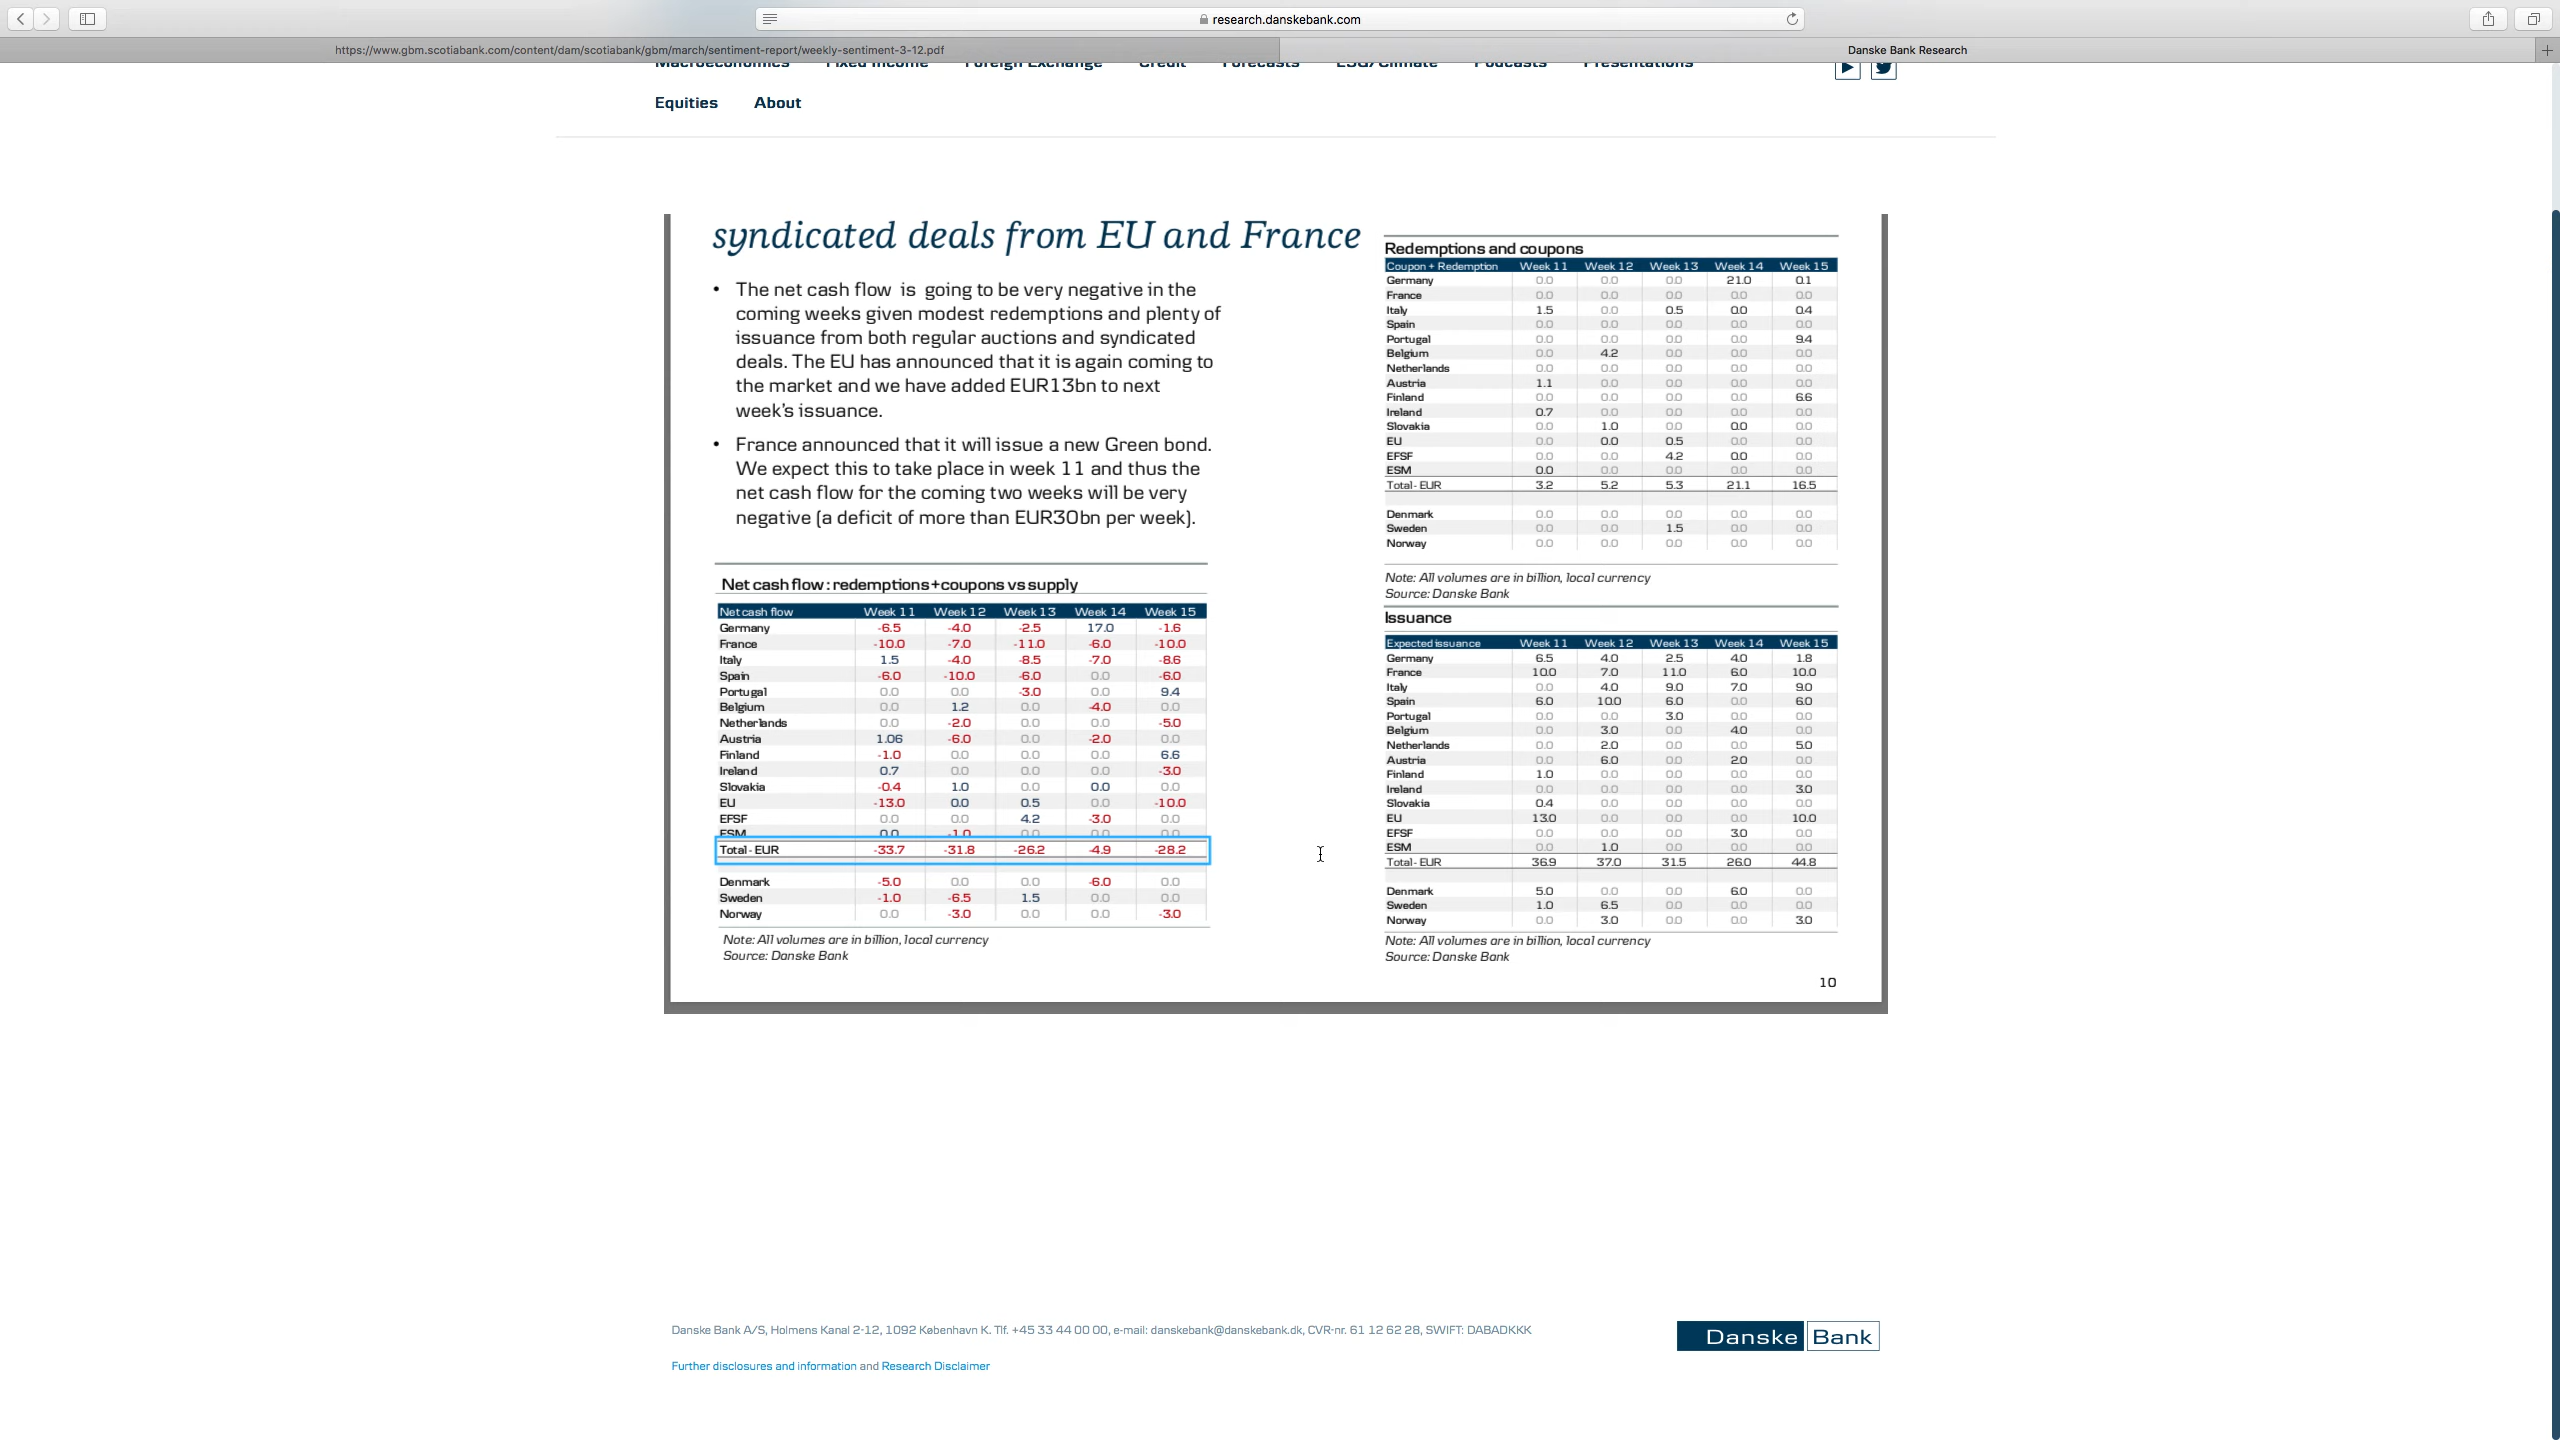 research.danskebank.com
https://www.gbm.scotiabank.com/content/dam/scotiabank/gbm/march/sentiment-report/weekly-sentiment-3-12.pdf
Danske Bank Research
Macroeconomics Fixed Income Foreign Exchange Credit Forecasts ESG/Climate Podcasts Presentations
Equities About
syndicated deals from EU and France
• The net cash flow is going to be very negative in the
coming weeks given modest redemptions and plenty of
issuance from both regular auctions and syndicated
deals. The EU has announced that it is again coming to
the market and we have added EUR13bn to next
week's issuance.
• France announced that it will issue a new Green bond.
We expect this to take place in week 11 and thus the
net cash flow for the coming two weeks will be very
negative (a deficit of more than EUR30bn per week).
Net cash flow : redemptions+coupons vs supply
Net cash flow Week 11 Week 12 Week 13 Week 14 Week 15
Germany -6.5 -4.0 -2.5 17.0 -1.6
France -10.0 -7.0 -11.0 -6.0 -10.0
Italy 1.5 -4.0 -8.5 -7.0 -8.6
Spain -6.0 -10.0 -6.0 0.0 -6.0
Portugal 0.0 0.0 -3.0 0.0 9.4
Belgium 0.0 1.2 0.0 -4.0 0.0
Netherlands 0.0 -2.0 0.0 0.0 -5.0
Austria 1.06 -6.0 0.0 -2.0 0.0
Finland -1.0 0.0 0.0 0.0 6.6
Ireland 0.7 0.0 0.0 0.0 -3.0
Slovakia -0.4 1.0 0.0 0.0 0.0
EU -13.0 0.0 0.5 0.0 -10.0
EFSF 0.0 0.0 4.2 -3.0 0.0
ESM 0.0 -1.0 0.0 0.0 0.0
Total - EUR -33.7 -31.8 -26.2 -4.9 -28.2
Denmark -5.0 0.0 0.0 -6.0 0.0
Sweden -1.0 -6.5 1.5 0.0 0.0
Norway 0.0 -3.0 0.0 0.0 -3.0
Note: All volumes are in billion, local currency
Source: Danske Bank
Redemptions and coupons
Coupon + Redemption Week 11 Week 12 Week 13 Week 14 Week 15
Germany 0.0 0.0 0.0 21.0 0.1
France 0.0 0.0 0.0 0.0 0.0
Italy 1.5 0.0 0.5 0.0 0.4
Spain 0.0 0.0 0.0 0.0 0.0
Portugal 0.0 0.0 0.0 0.0 9.4
Belgium 0.0 4.2 0.0 0.0 0.0
Netherlands 0.0 0.0 0.0 0.0 0.0
Austria 1.1 0.0 0.0 0.0 0.0
Finland 0.0 0.0 0.0 0.0 6.6
Ireland 0.7 0.0 0.0 0.0 0.0
Slovakia 0.0 1.0 0.0 0.0 0.0
EU 0.0 0.0 0.5 0.0 0.0
EFSF 0.0 0.0 4.2 0.0 0.0
ESM 0.0 0.0 0.0 0.0 0.0
Total - EUR 3.2 5.2 5.3 21.1 16.5
Denmark 0.0 0.0 0.0 0.0 0.0
Sweden 0.0 0.0 1.5 0.0 0.0
Norway 0.0 0.0 0.0 0.0 0.0
Note: All volumes are in billion, local currency
Source: Danske Bank
Issuance
Expected issuance Week 11 Week 12 Week 13 Week 14 Week 15
Germany 6.5 4.0 2.5 4.0 1.8
France 10.0 7.0 11.0 6.0 10.0
Italy 0.0 4.0 9.0 7.0 9.0
Spain 6.0 10.0 6.0 0.0 6.0
Portugal 0.0 0.0 3.0 0.0 0.0
Belgium 0.0 3.0 0.0 4.0 0.0
Netherlands 0.0 2.0 0.0 0.0 5.0
Austria 0.0 6.0 0.0 2.0 0.0
Finland 1.0 0.0 0.0 0.0 0.0
Ireland 0.0 0.0 0.0 0.0 3.0
Slovakia 0.4 0.0 0.0 0.0 0.0
EU 13.0 0.0 0.0 0.0 10.0
EFSF 0.0 0.0 0.0 3.0 0.0
ESM 0.0 1.0 0.0 0.0 0.0
Total - EUR 36.9 37.0 31.5 26.0 44.8
Denmark 5.0 0.0 0.0 6.0 0.0
Sweden 1.0 6.5 0.0 0.0 0.0
Norway 0.0 3.0 0.0 0.0 3.0
Note: All volumes are in billion, local currency
Source: Danske Bank
10
Danske Bank A/S, Holmens Kanal 2-12, 1092 København K. Tlf. +45 33 44 00 00, e-mail: danskebank@danskebank.dk, CVR-nr. 61 12 62 28, SWIFT: DABADKKK
Danske Bank
Further disclosures and information and Research Disclaimer